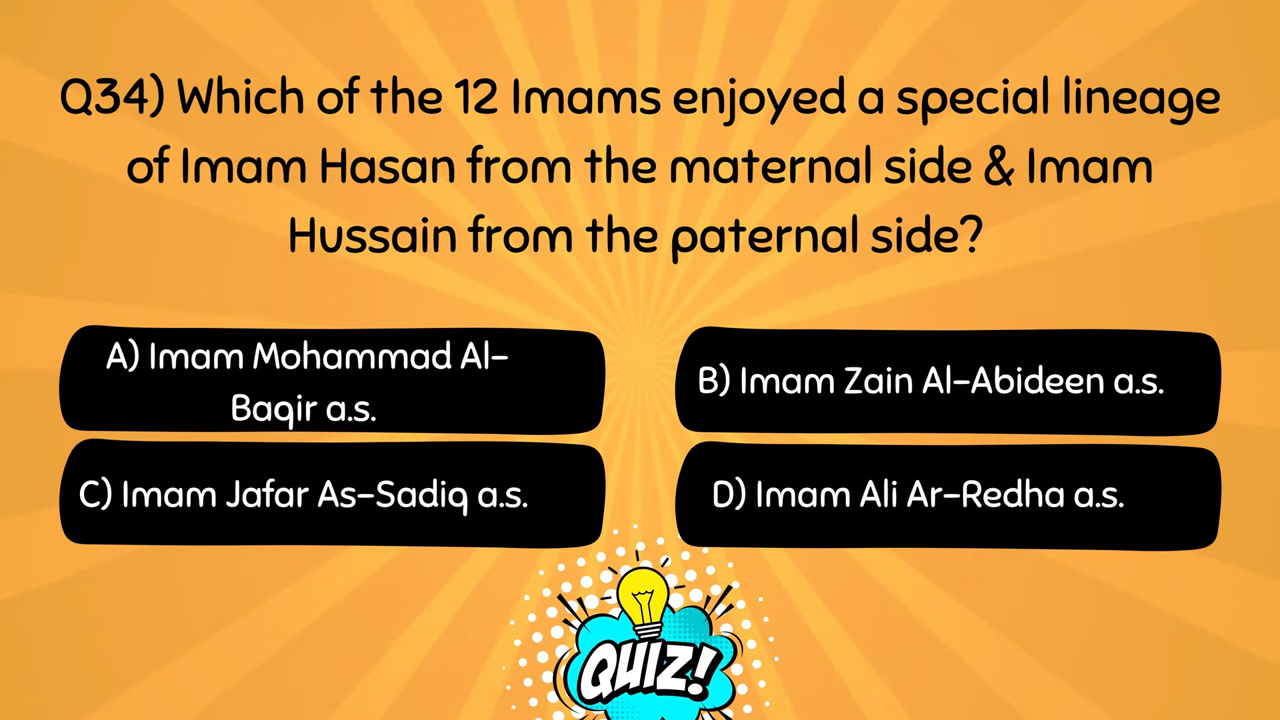 Q34) Which of the 12 Imams enjoyed a special lineage
of Imam Hasan from the maternal side & Imam
Hussain from the paternal side?
A) Imam Mohammad Al-
Baqir a.s.
B) Imam Zain Al-Abideen a.s.
C) Imam Jafar As-Sadiq a.s.
D) Imam Ali Ar-Redha a.s.
QUIZ!